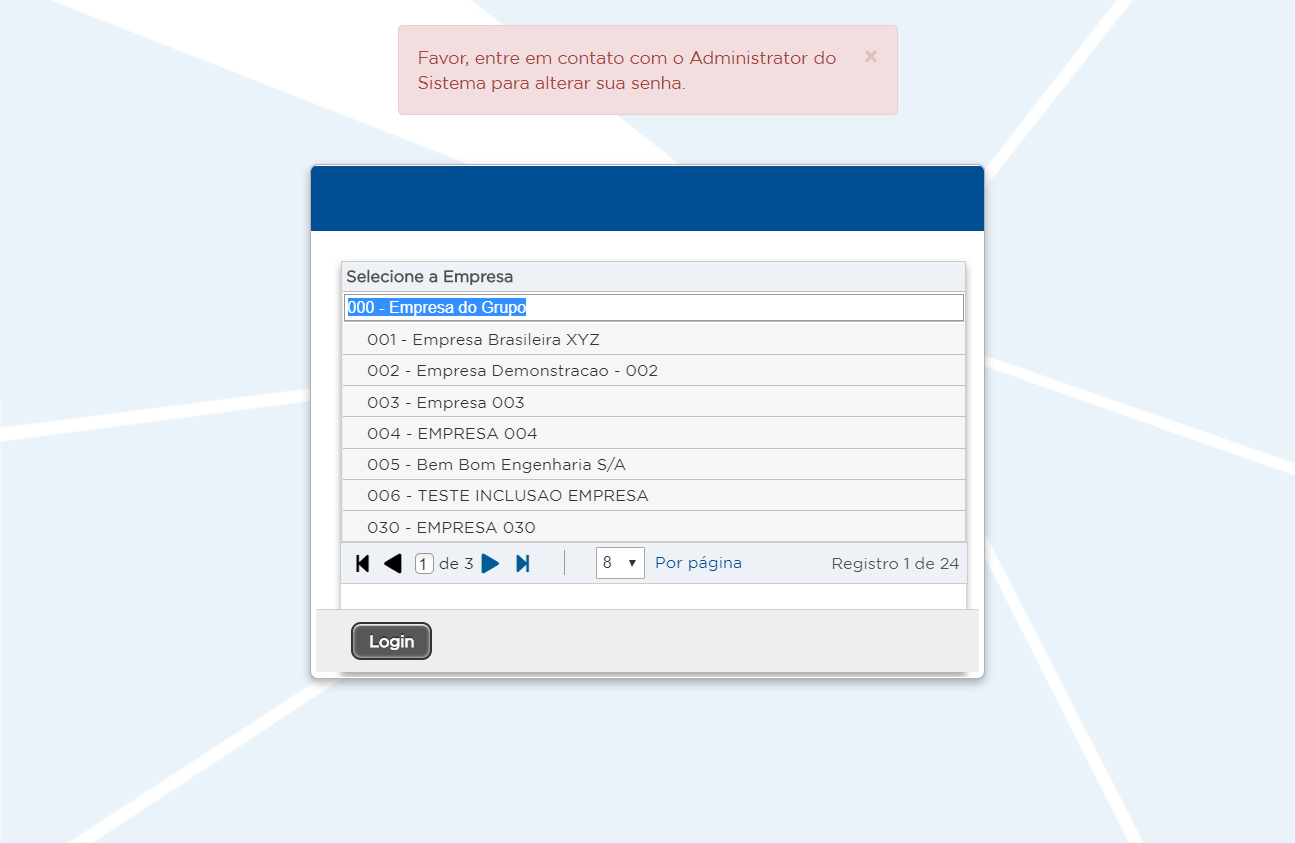 Favor, entre em contato com o Administrator do
Sistema para alterar sua senha.
×
Selecione a Empresa
000 - Empresa do Grupo
001 - Empresa Brasileira XYZ
002 - Empresa Demonstracao - 002
003 - Empresa 003
004 - EMPRESA 004
005 - Bem Bom Engenharia S/A
006 - TESTE INCLUSAO EMPRESA
030 - EMPRESA 030
1 de 3 8 Por página Registro 1 de 24
Login